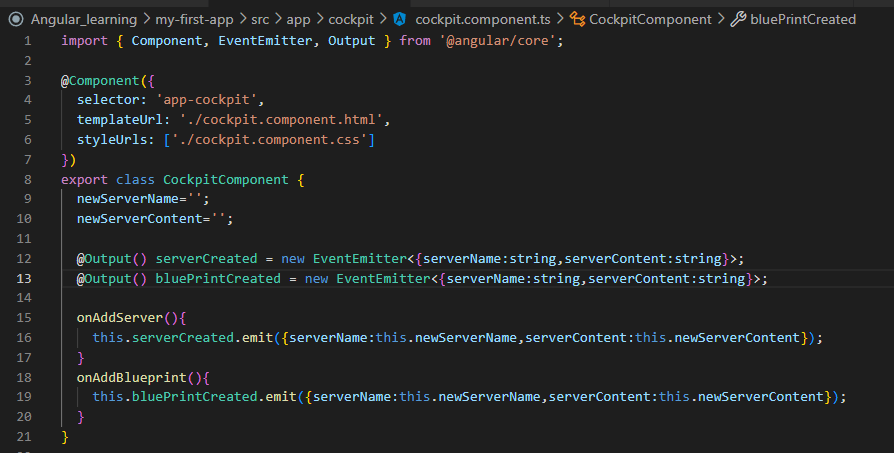 Angular_learning > my-first-app > src > app > cockpit > cockpit.component.ts > CockpitComponent > bluePrintCreated
1 import { Component, EventEmitter, Output } from '@angular/core';
2
3 @Component({
4   selector: 'app-cockpit',
5   templateUrl: './cockpit.component.html',
6   styleUrls: ['./cockpit.component.css']
7 })
8 export class CockpitComponent {
9   newServerName='';
10   newServerContent='';
11
12   @Output() serverCreated = new EventEmitter<{serverName:string,serverContent:string}>;
13   @Output() bluePrintCreated = new EventEmitter<{serverName:string,serverContent:string}>;
14
15   onAddServer(){
16     this.serverCreated.emit({serverName:this.newServerName,serverContent:this.newServerContent});
17   }
18   onAddBlueprint(){
19     this.bluePrintCreated.emit({serverName:this.newServerName,serverContent:this.newServerContent});
20   }
21 }